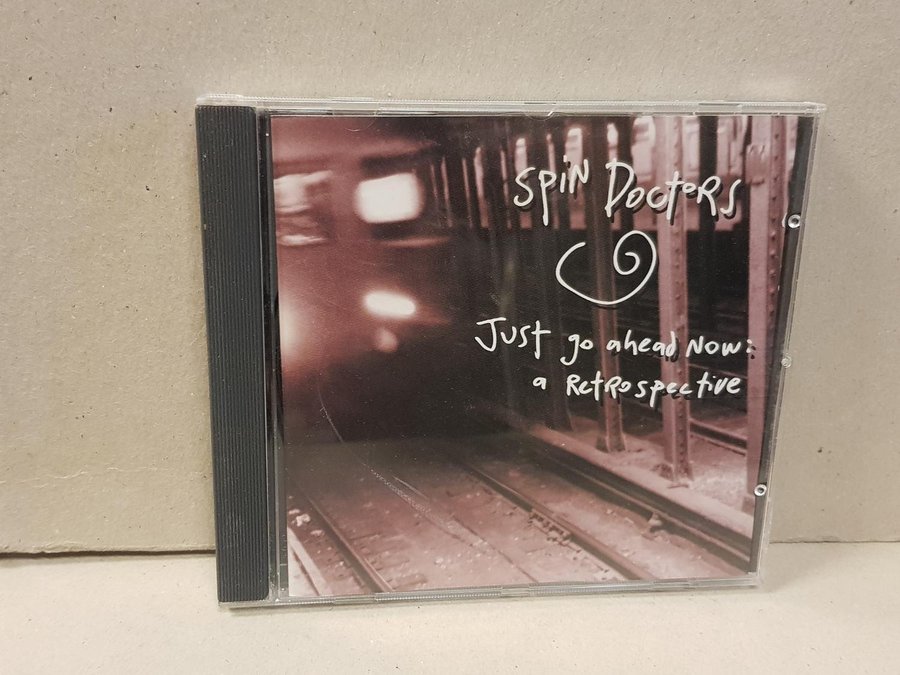 Spin Doctors
Just go ahead now:
a Retrospective